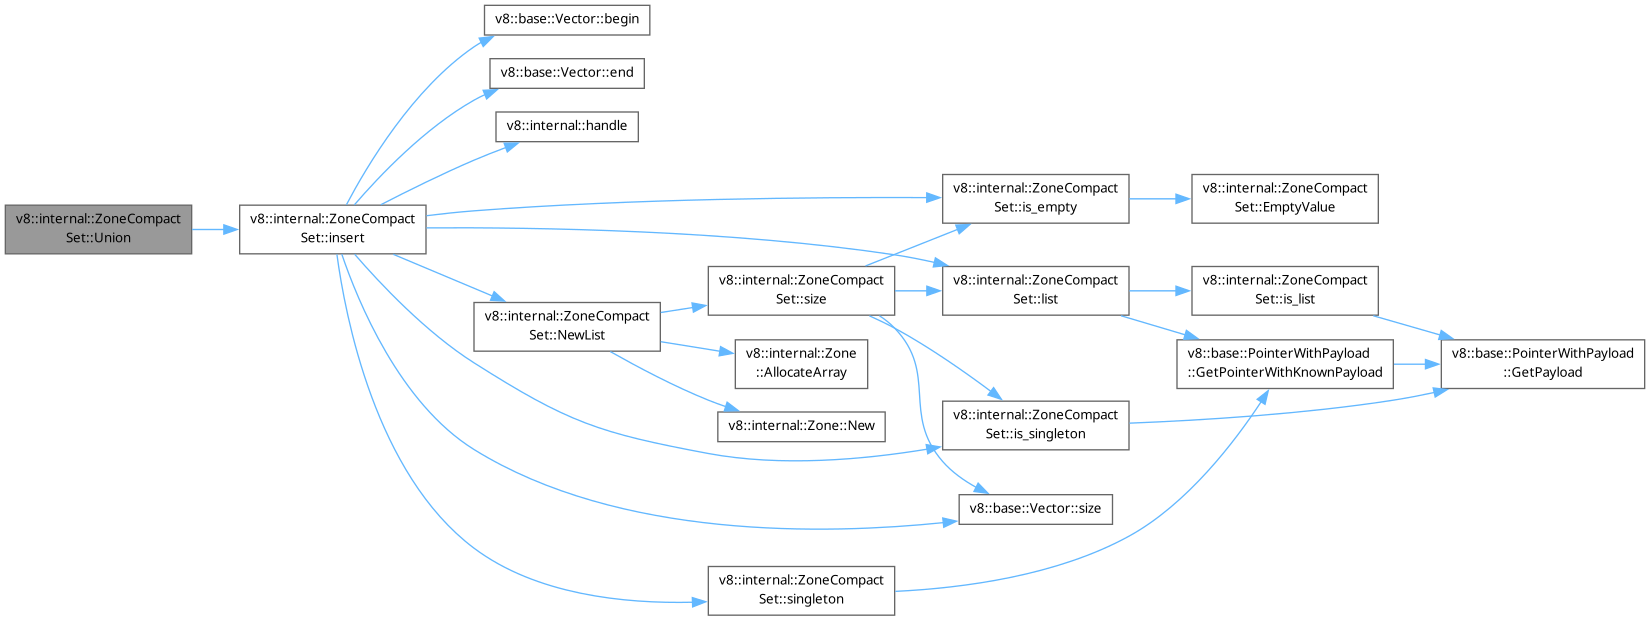 v8::internal::ZoneCompact
Set::Union
v8::internal::ZoneCompact
Set::insert
v8::base::Vector::begin
v8::base::Vector::end
v8::internal::handle
v8::internal::ZoneCompact
Set::NewList
v8::internal::ZoneCompact
Set::size
v8::internal::Zone
::AllocateArray
v8::internal::Zone::New
v8::internal::ZoneCompact
Set::singleton
v8::internal::ZoneCompact
Set::is_empty
v8::internal::ZoneCompact
Set::list
v8::internal::ZoneCompact
Set::is_singleton
v8::base::Vector::size
v8::internal::ZoneCompact
Set::EmptyValue
v8::internal::ZoneCompact
Set::is_list
v8::base::PointerWithPayload
::GetPointerWithKnownPayload
v8::base::PointerWithPayload
::GetPayload